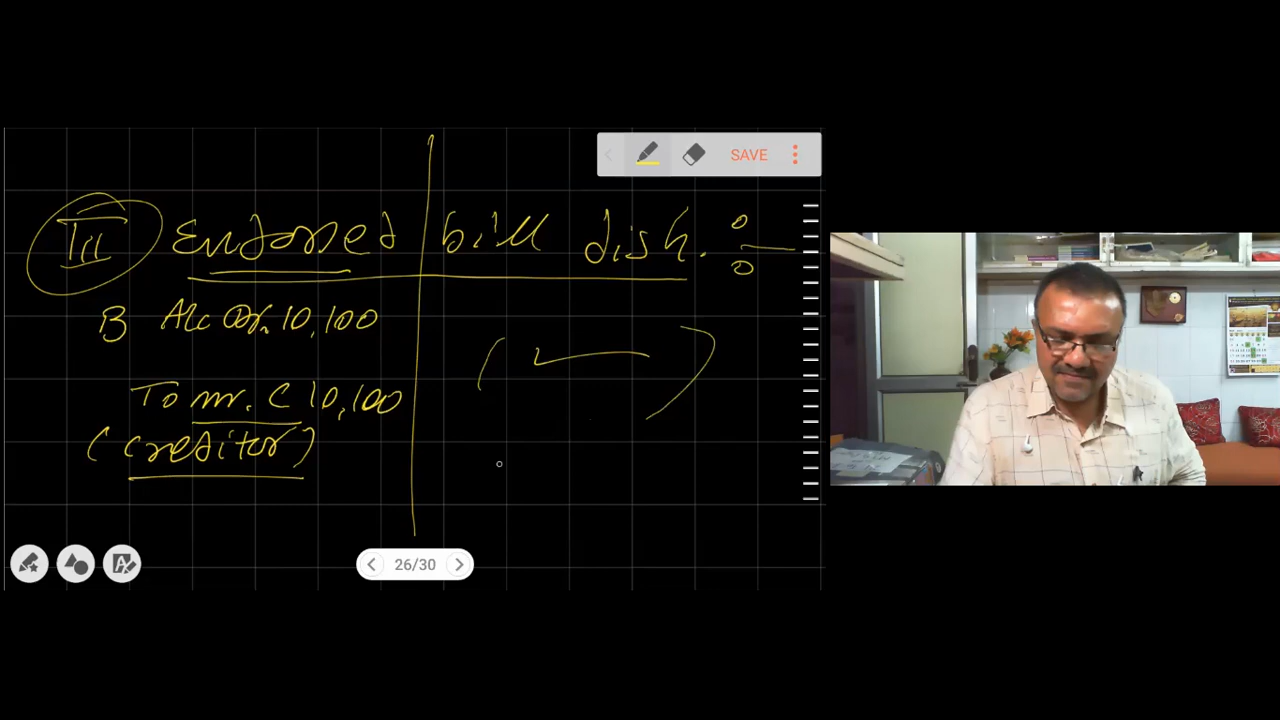 SAVE
III Endorsed bill dish. :-
B A/c Dr. 10,100
To mr. C 10,100
(creditor)
A
26/30